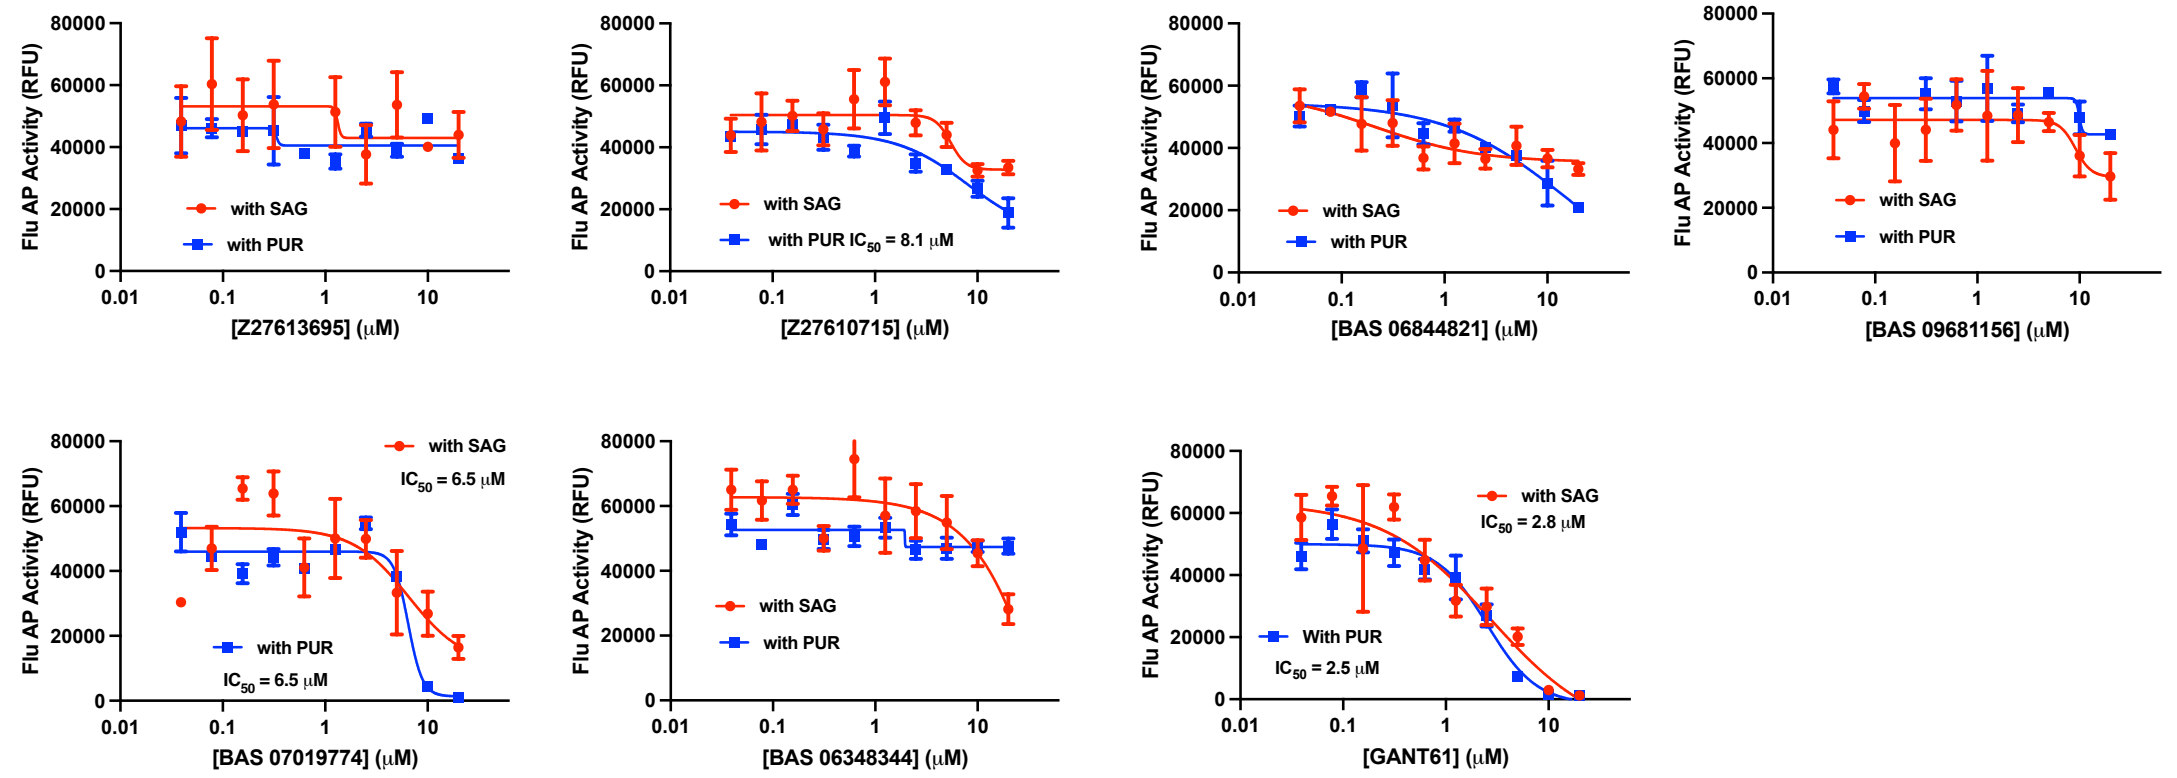 80000
60000
40000
20000
0
Flu AP Activity (RFU)
with SAG
with PUR
0.01
0.1
1
10
[Z27613695] (μM)
80000
60000
40000
20000
0
Flu AP Activity (RFU)
with SAG
with PUR IC50 = 8.1 μM
0.01
0.1
1
10
[Z27610715] (μM)
80000
60000
40000
20000
0
Flu AP Activity (RFU)
with SAG
with PUR
0.01
0.1
1
10
[BAS 06844821] (μM)
80000
60000
40000
20000
0
Flu AP Activity (RFU)
with SAG
with PUR
0.01
0.1
1
10
[BAS 09681156] (μM)
80000
60000
40000
20000
0
Flu AP Activity (RFU)
with SAG
IC50 = 6.5 μM
with PUR
IC50 = 6.5 μM
0.01
0.1
1
10
[BAS 07019774] (μM)
80000
60000
40000
20000
0
Flu AP Activity (RFU)
with SAG
with PUR
0.01
0.1
1
10
[BAS 06348344] (μM)
80000
60000
40000
20000
0
Flu AP Activity (RFU)
with SAG
IC50 = 2.8 μM
With PUR
IC50 = 2.5 μM
0.01
0.1
1
10
[GANT61] (μM)